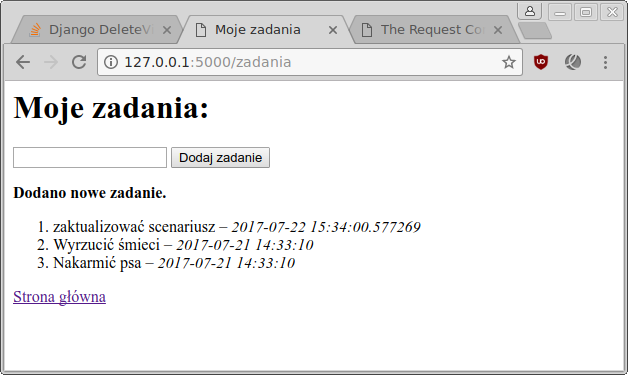 Django DeleteV
Moje zadania
The Request Co
127.0.0.1:5000/zadania
Moje zadania:
Dodaj zadanie
Dodano nowe zadanie.
1. zaktualizować scenariusz – 2017-07-22 15:34:00.577269
2. Wyrzucić śmieci – 2017-07-21 14:33:10
3. Nakarmić psa – 2017-07-21 14:33:10
Strona główna